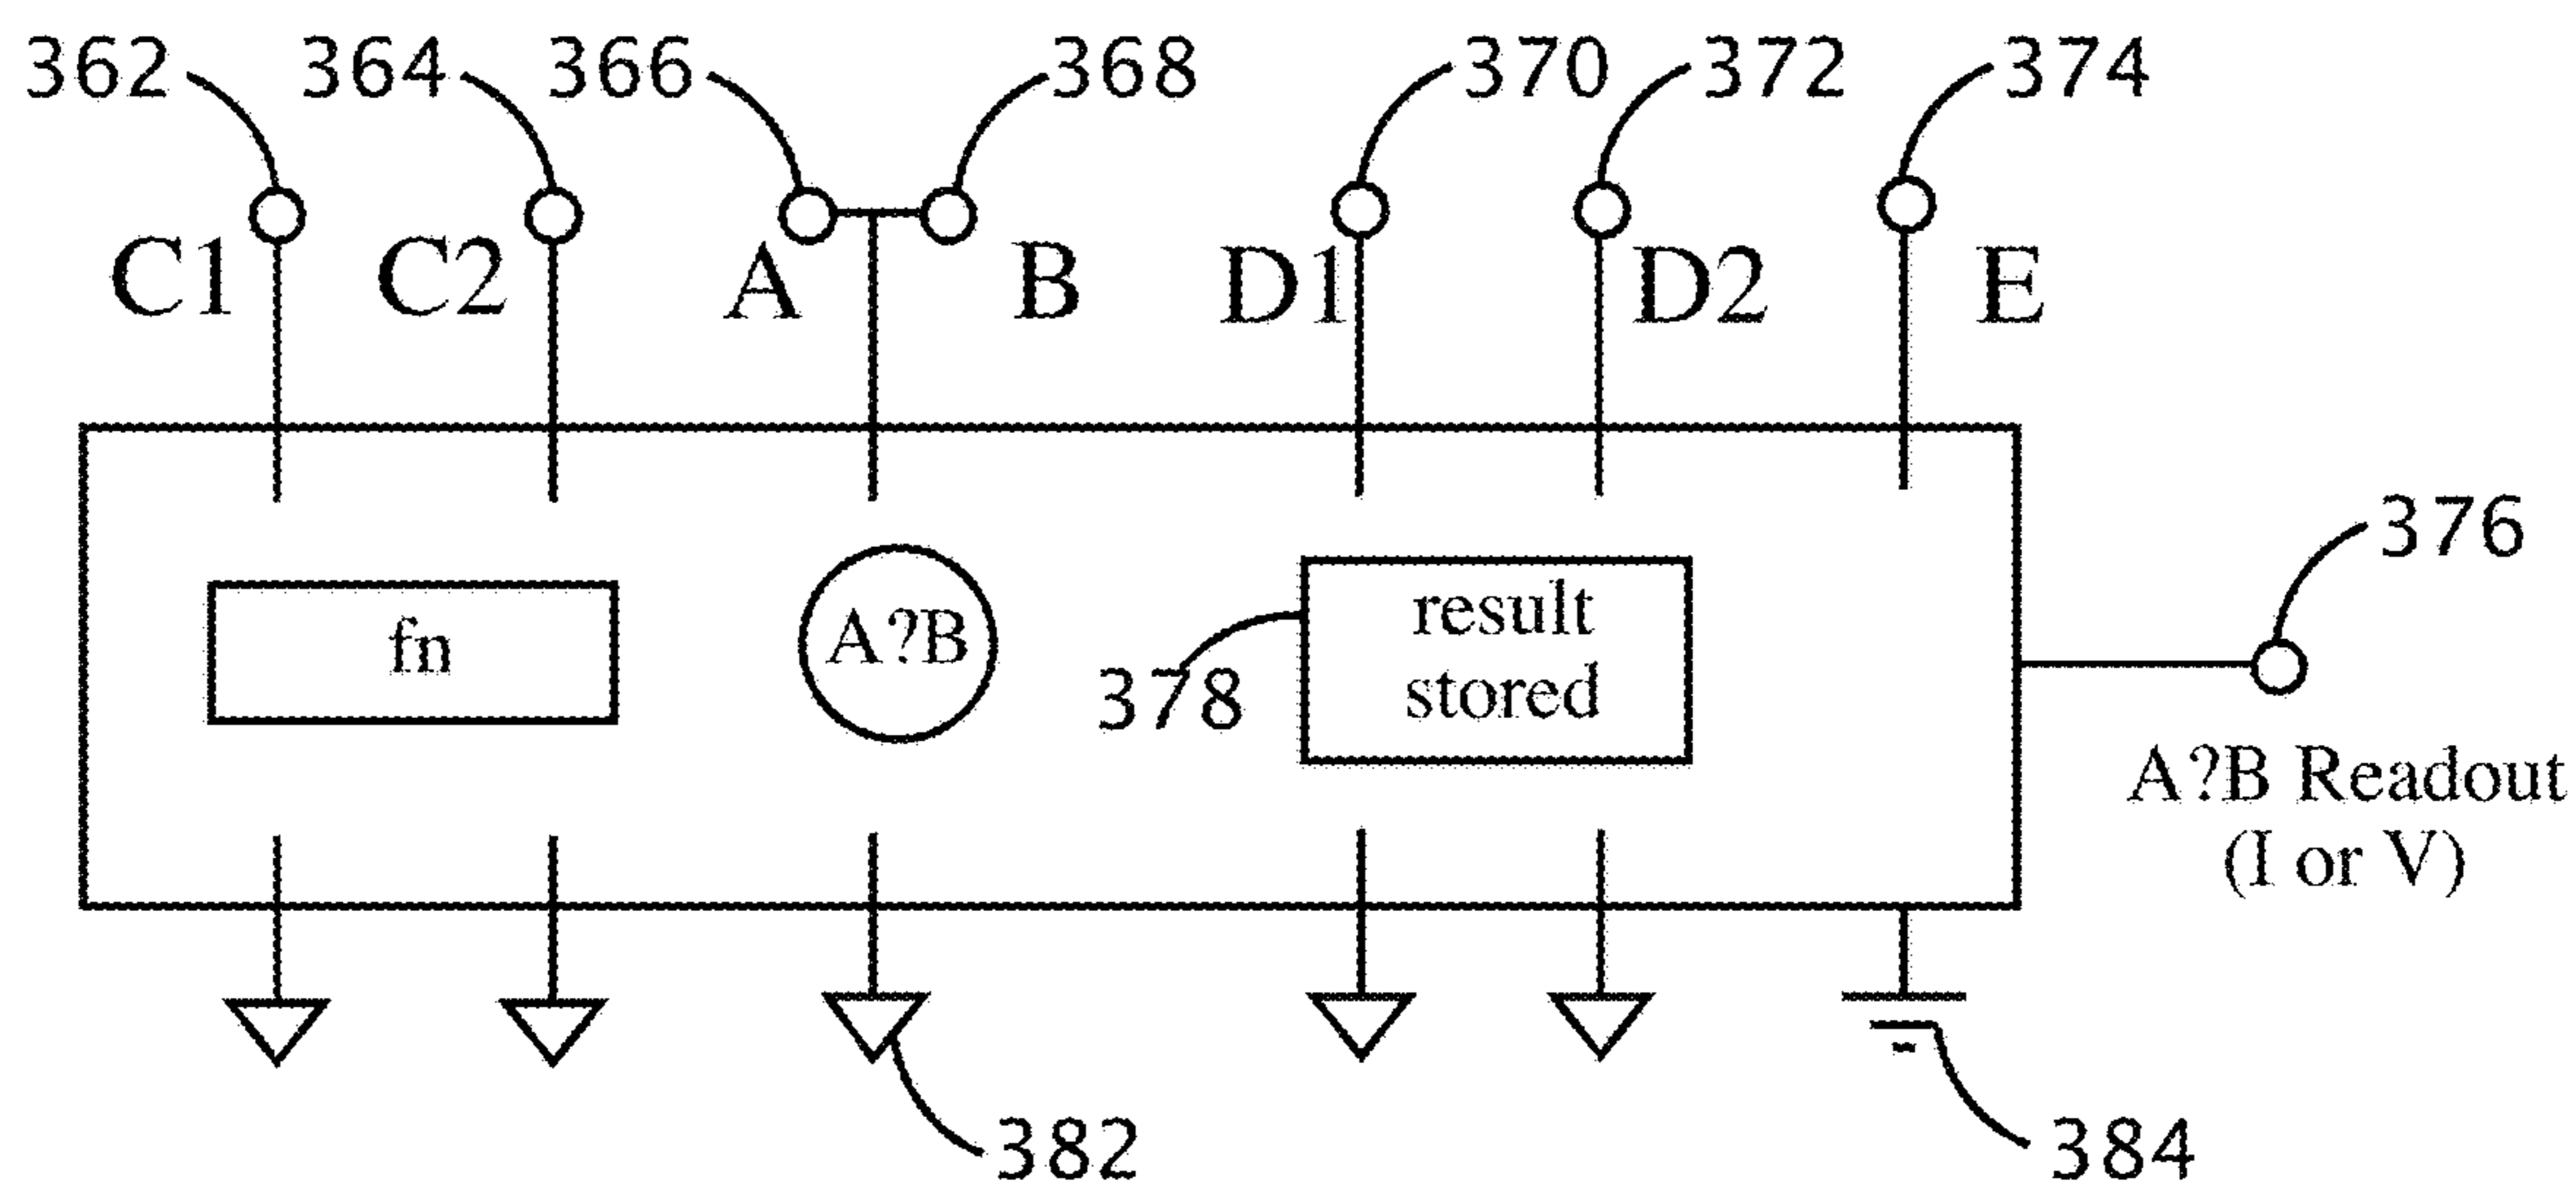 362 364 366 368 370 372 374
C1 C2 A B D1 D2 E
376
fn A?B result
stored
378
A?B Readout
(I or V)
382 384